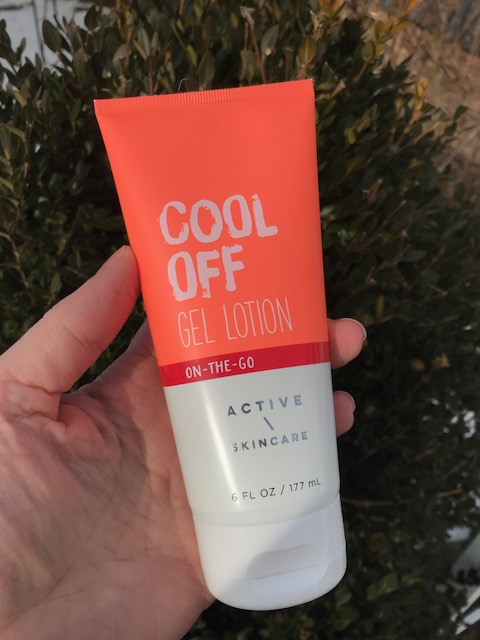 COOL
OFF
GEL LOTION
ON-THE-GO
ACTIVE
\
SKINCARE
6 FL OZ / 177 mL